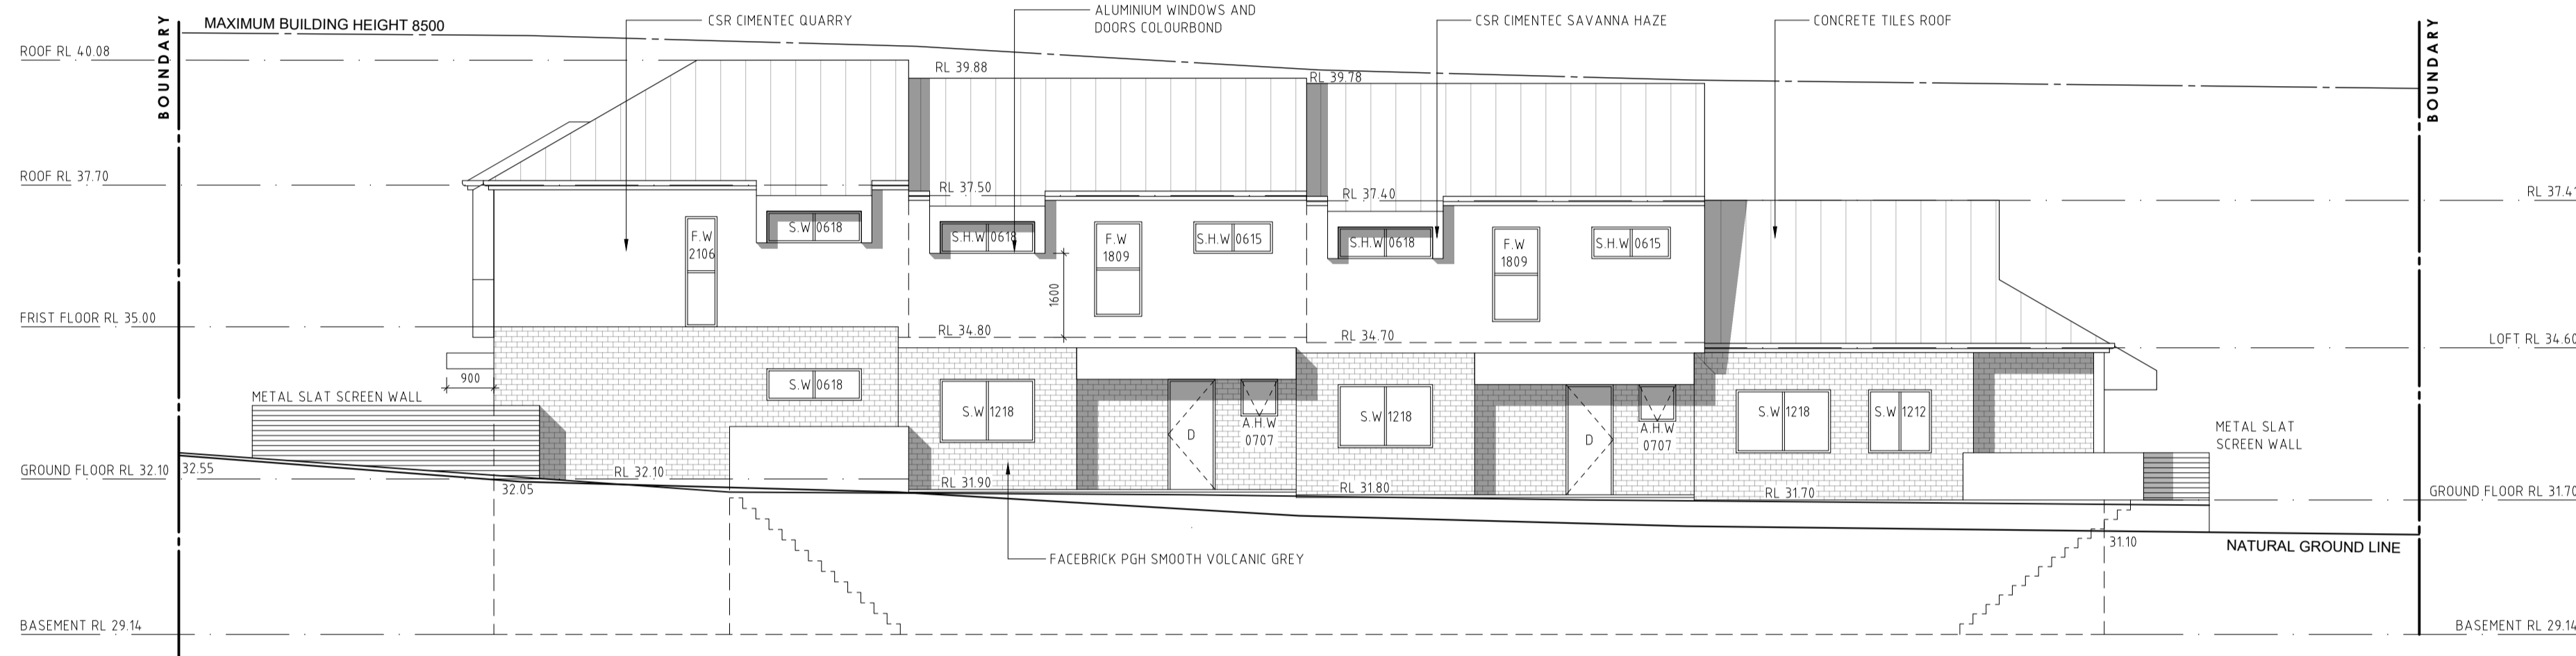 BOUNDARY
MAXIMUM BUILDING HEIGHT 8500
CSR CIMENTEC QUARRY
ALUMINIUM WINDOWS AND
DOORS COLOURBOND
CSR CIMENTEC SAVANNA HAZE
CONCRETE TILES ROOF
BOUNDARY
ROOF RL 40.08
RL 39.88
RL 39.78
ROOF RL 37.70
RL 37.50
RL 37.40
RL 37.41
F.W
2106
S.W 0618
S.H.W 0618
F.W
1809
S.H.W 0615
S.H.W 0618
F.W
1809
S.H.W 0615
1600
FRIST FLOOR RL 35.00
RL 34.80
RL 34.70
LOFT RL 34.60
900
S.W 0618
METAL SLAT SCREEN WALL
S.W 1218
D
A.H.W
0707
S.W 1218
D
A.H.W
0707
S.W 1218
S.W 1212
METAL SLAT
SCREEN WALL
GROUND FLOOR RL 32.10
32.55
RL 32.10
32.05
RL 31.90
RL 31.80
RL 31.70
GROUND FLOOR RL 31.70
31.10
NATURAL GROUND LINE
FACEBRICK PGH SMOOTH VOLCANIC GREY
BASEMENT RL 29.14
BASEMENT RL 29.14